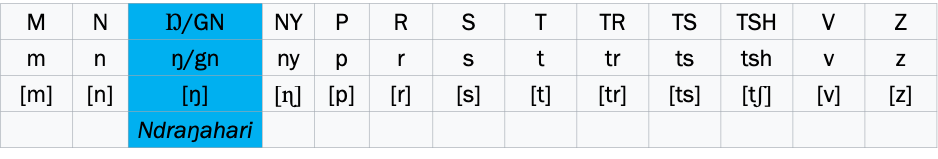 M N Ŋ/GN NY P R S T TR TS TSH V Z
m n ŋ/gn ny p r s t tr ts tsh v z
[m] [n] [ŋ] [ɳ] [p] [r] [s] [t] [tr] [ts] [tʃ] [v] [z]
Ndraŋahari